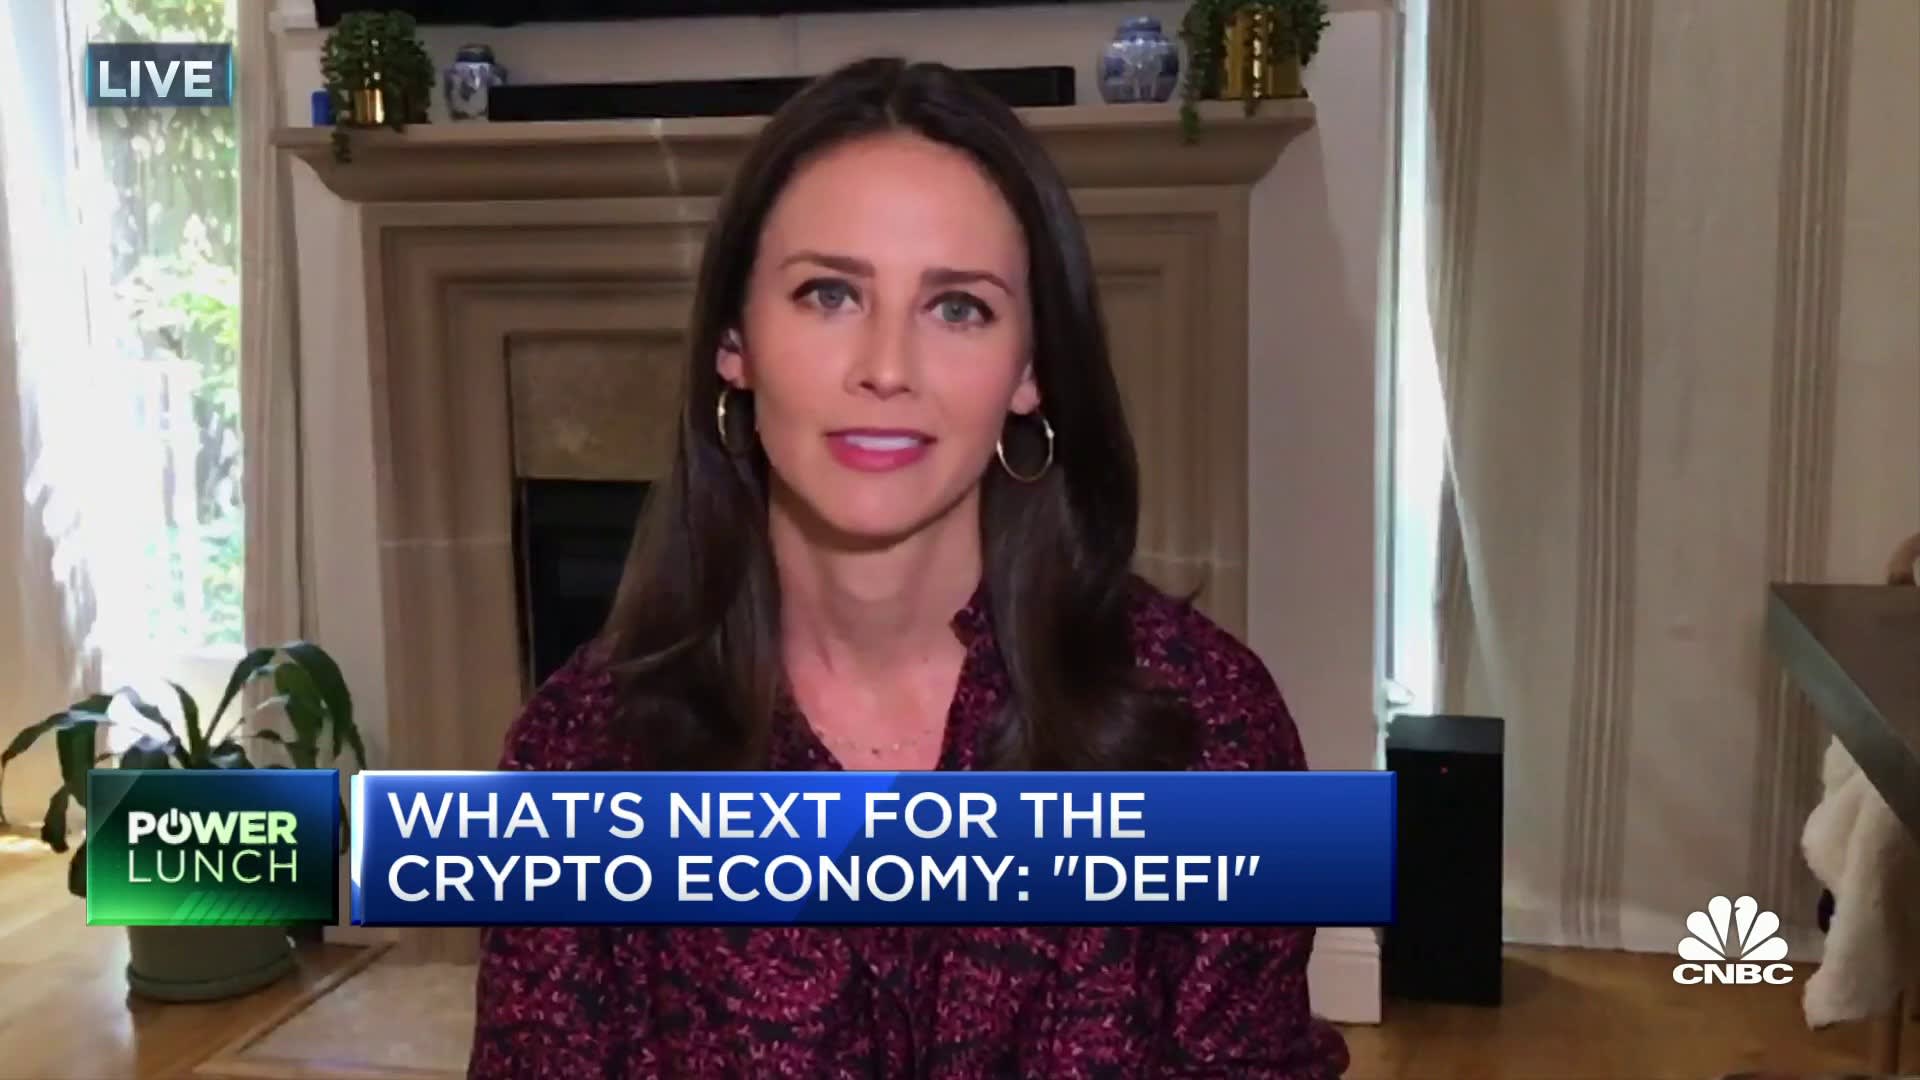 LIVE
POWER
LUNCH
WHAT'S NEXT FOR THE
CRYPTO ECONOMY: "DEFI"
CNBC